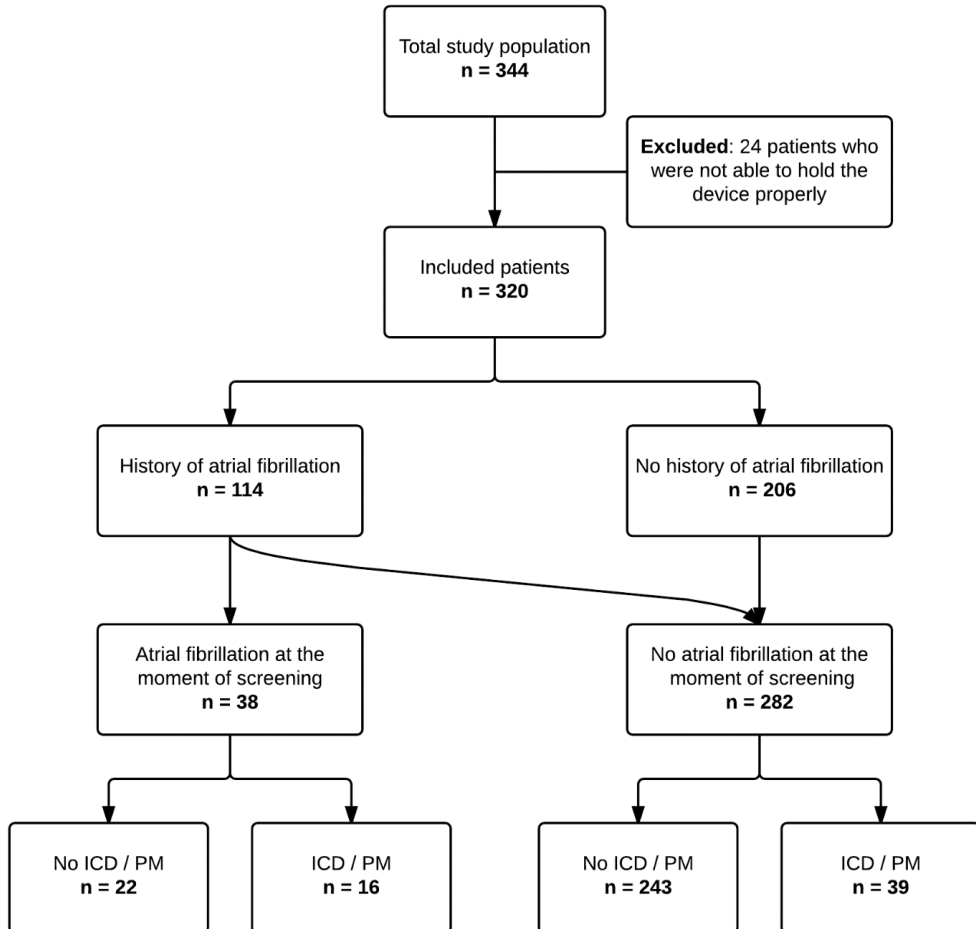 Total study population
n = 344
Excluded: 24 patients who
were not able to hold the
device properly
Included patients
n = 320
History of atrial fibrillation
n = 114
No history of atrial fibrillation
n = 206
Atrial fibrillation at the
moment of screening
n = 38
No atrial fibrillation at the
moment of screening
n = 282
No ICD / PM
n = 22
ICD / PM
n = 16
No ICD / PM
n = 243
ICD / PM
n = 39